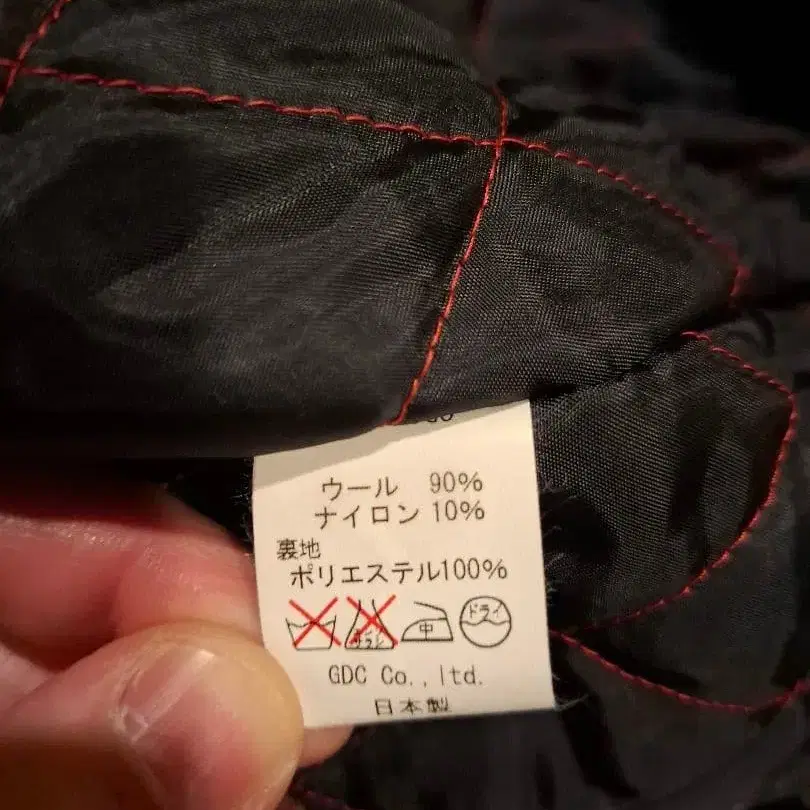 ウール 90%
ナイロン 10%
裏地
ポリエステル100%
中 ドライ
GDC Co.,ltd.
日本製